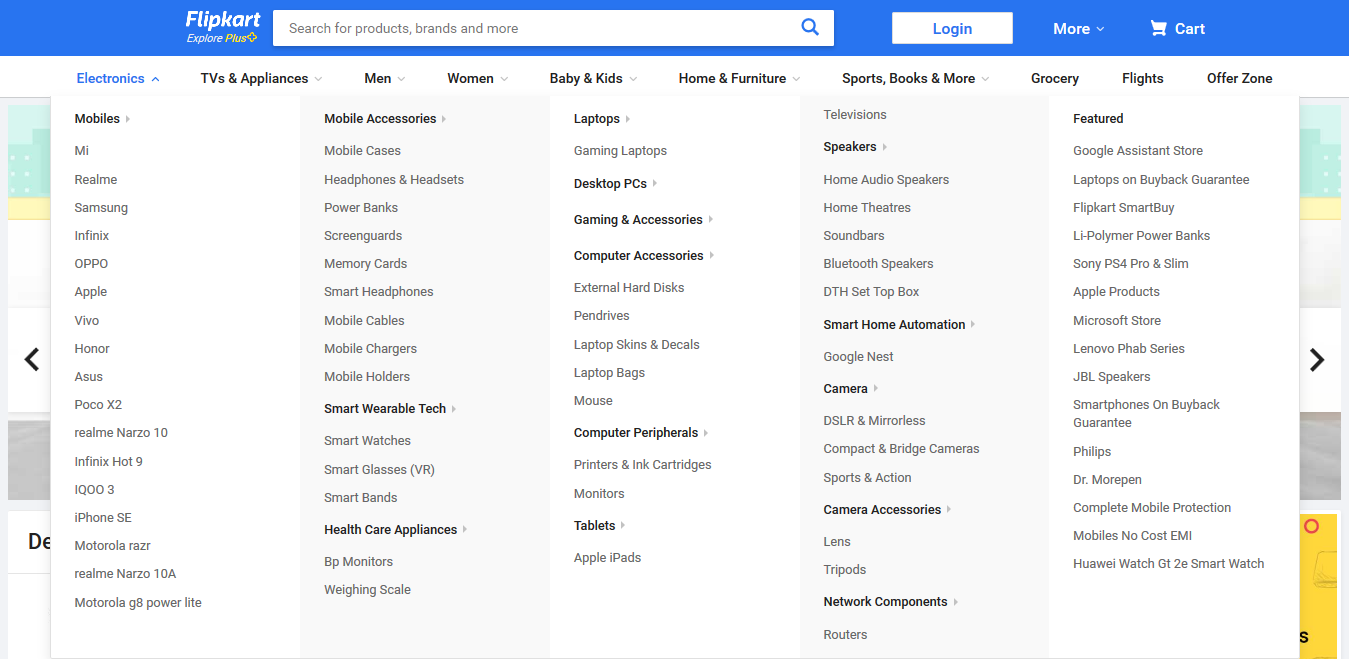 Flipkart
Explore Plus
Search for products, brands and more
Login
More
Cart
Electronics
TVs & Appliances
Men
Women
Baby & Kids
Home & Furniture
Sports, Books & More
Grocery
Flights
Offer Zone
Mobiles
Mi
Realme
Samsung
Infinix
OPPO
Apple
Vivo
Honor
Asus
Poco X2
realme Narzo 10
Infinix Hot 9
IQOO 3
iPhone SE
Motorola razr
realme Narzo 10A
Motorola g8 power lite
Mobile Accessories
Mobile Cases
Headphones & Headsets
Power Banks
Screenguards
Memory Cards
Smart Headphones
Mobile Cables
Mobile Chargers
Mobile Holders
Smart Wearable Tech
Smart Watches
Smart Glasses (VR)
Smart Bands
Health Care Appliances
Bp Monitors
Weighing Scale
Laptops
Gaming Laptops
Desktop PCs
Gaming & Accessories
Computer Accessories
External Hard Disks
Pendrives
Laptop Skins & Decals
Laptop Bags
Mouse
Computer Peripherals
Printers & Ink Cartridges
Monitors
Tablets
Apple iPads
Televisions
Speakers
Home Audio Speakers
Home Theatres
Soundbars
Bluetooth Speakers
DTH Set Top Box
Smart Home Automation
Google Nest
Camera
DSLR & Mirrorless
Compact & Bridge Cameras
Sports & Action
Camera Accessories
Lens
Tripods
Network Components
Routers
Featured
Google Assistant Store
Laptops on Buyback Guarantee
Flipkart SmartBuy
Li-Polymer Power Banks
Sony PS4 Pro & Slim
Apple Products
Microsoft Store
Lenovo Phab Series
JBL Speakers
Smartphones On Buyback
Guarantee
Philips
Dr. Morepen
Complete Mobile Protection
Mobiles No Cost EMI
Huawei Watch Gt 2e Smart Watch
De
s